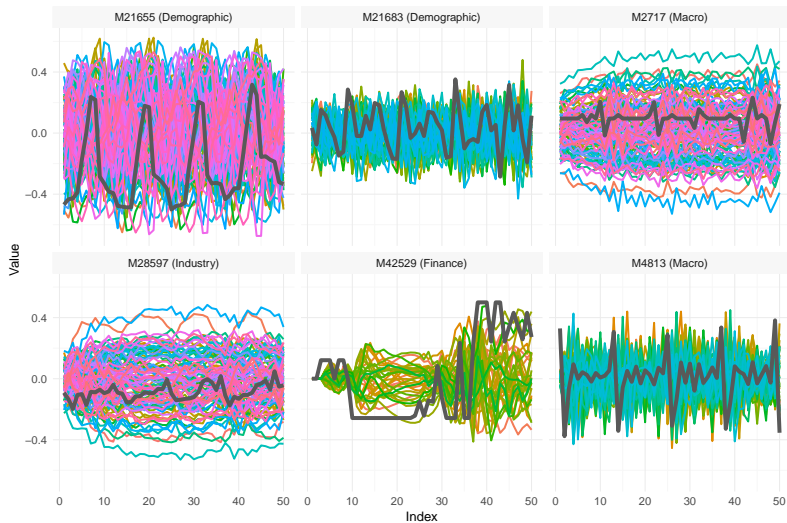 M21655 (Demographic) M21683 (Demographic) M2717 (Macro)
0.4
0.0
−0.4
Value
M28597 (Industry) M42529 (Finance) M4813 (Macro)
0.4
0.0
−0.4
0 10 20 30 40 50 0 10 20 30 40 50 0 10 20 30 40 50
Index